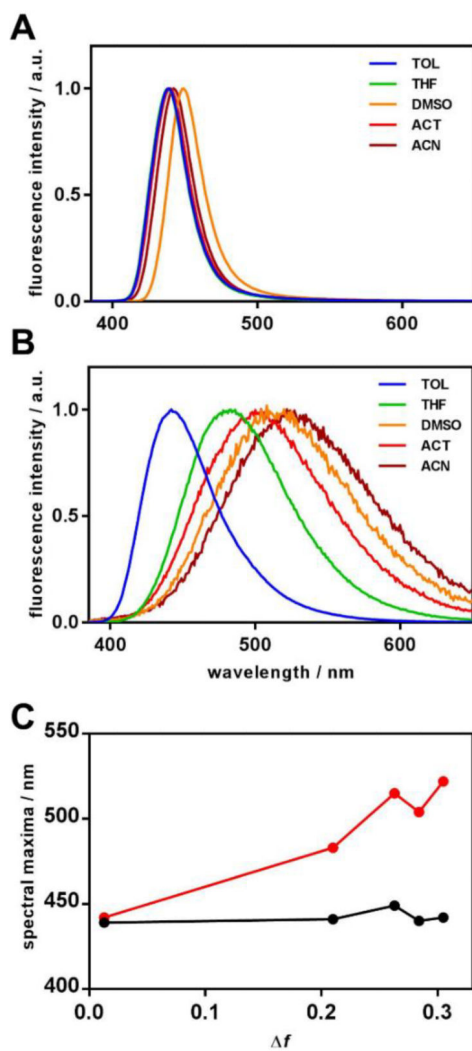 A
fluorescence intensity / a.u.
1.0
0.5
0.0
400
500
600
TOL
THF
DMSO
ACT
ACN
B
fluorescence intensity / a.u.
1.0
0.5
0.0
400
500
600
wavelength / nm
TOL
THF
DMSO
ACT
ACN
C
spectral maxima / nm
550
500
450
400
0.0
0.1
0.2
0.3
Δf